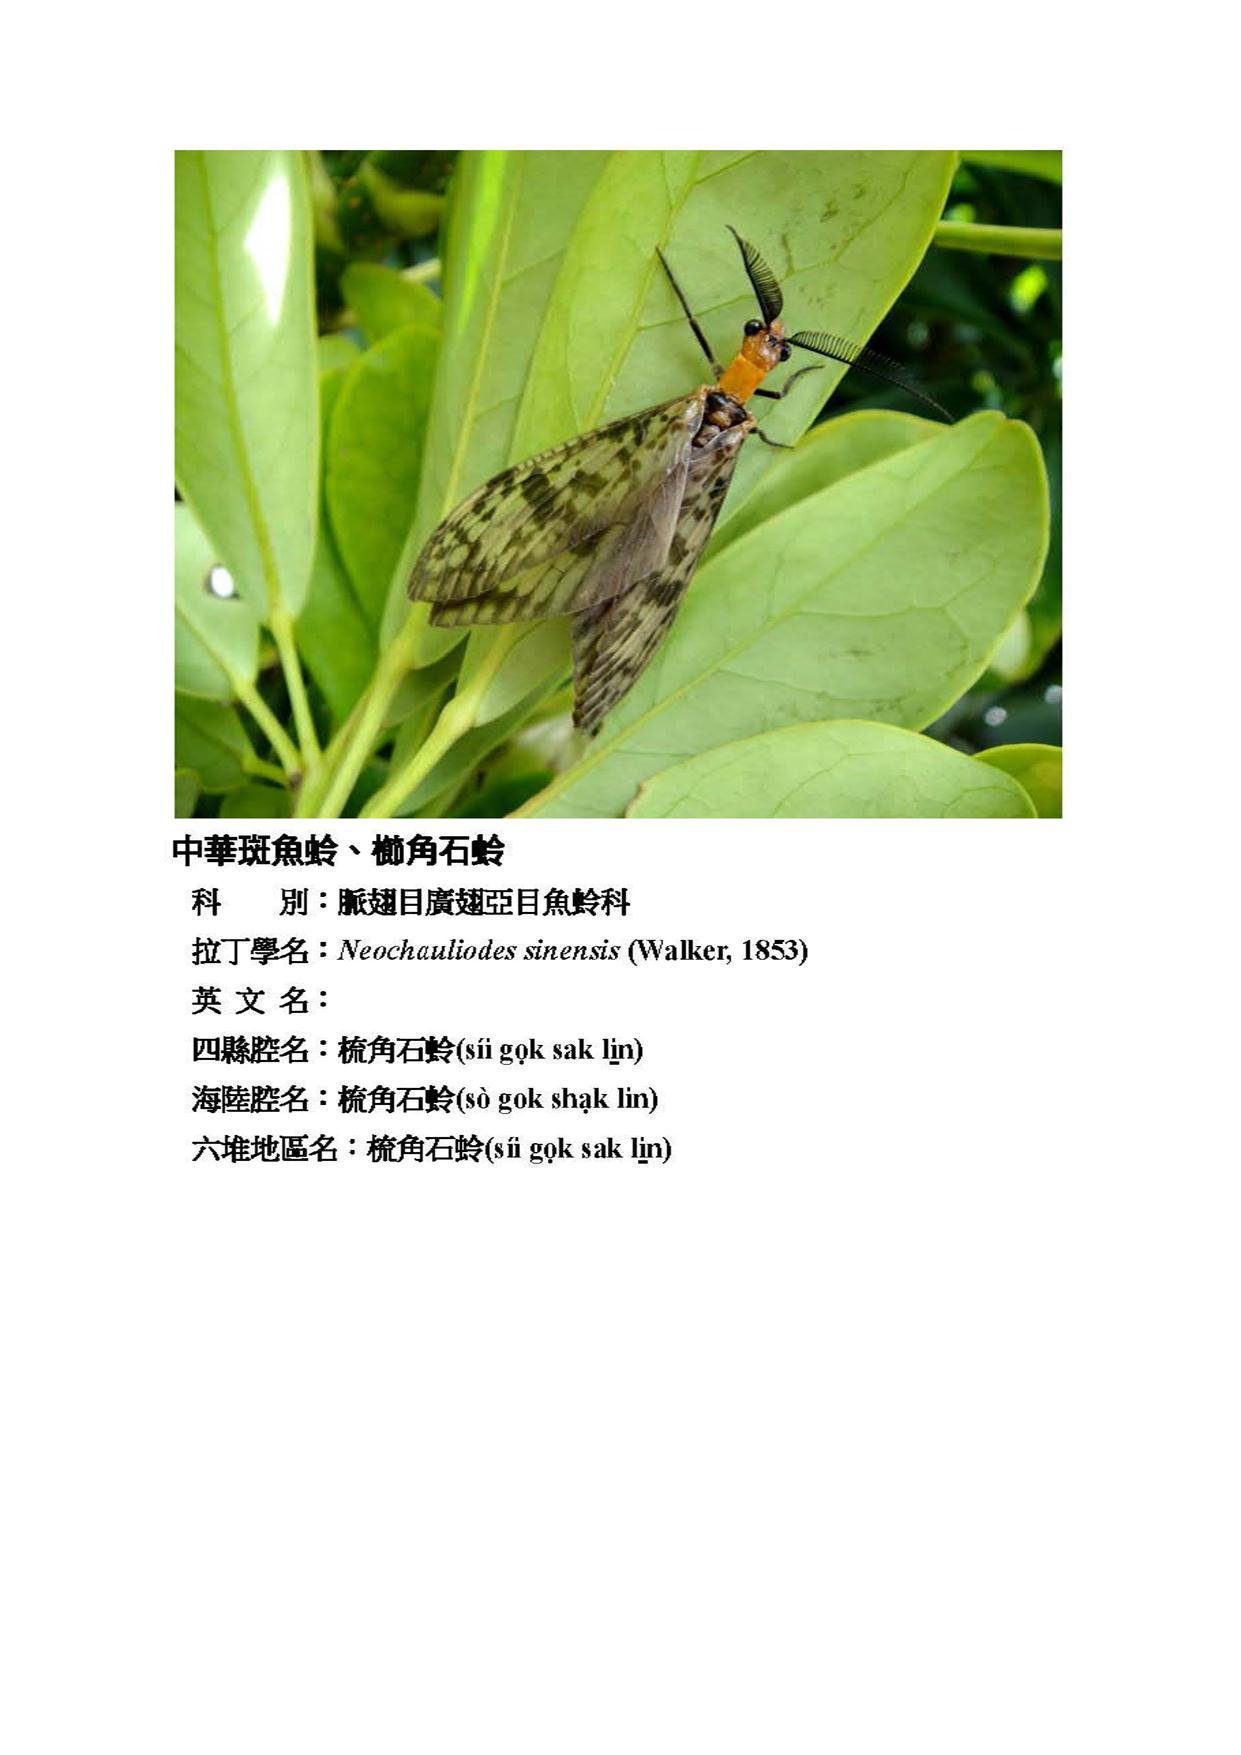 中華斑魚蛉、櫛角石蛉
科　　別：脈翅目廣翅亞目魚蛉科
拉丁學名：Neochauliodes sinensis (Walker, 1853)
英 文 名：
四縣腔名：梳角石蛉(síi gọk sak li̱n)
海陸腔名：梳角石蛉(sò gok shạk lin)
六堆地區名：梳角石蛉(síi gọk sak li̱n)